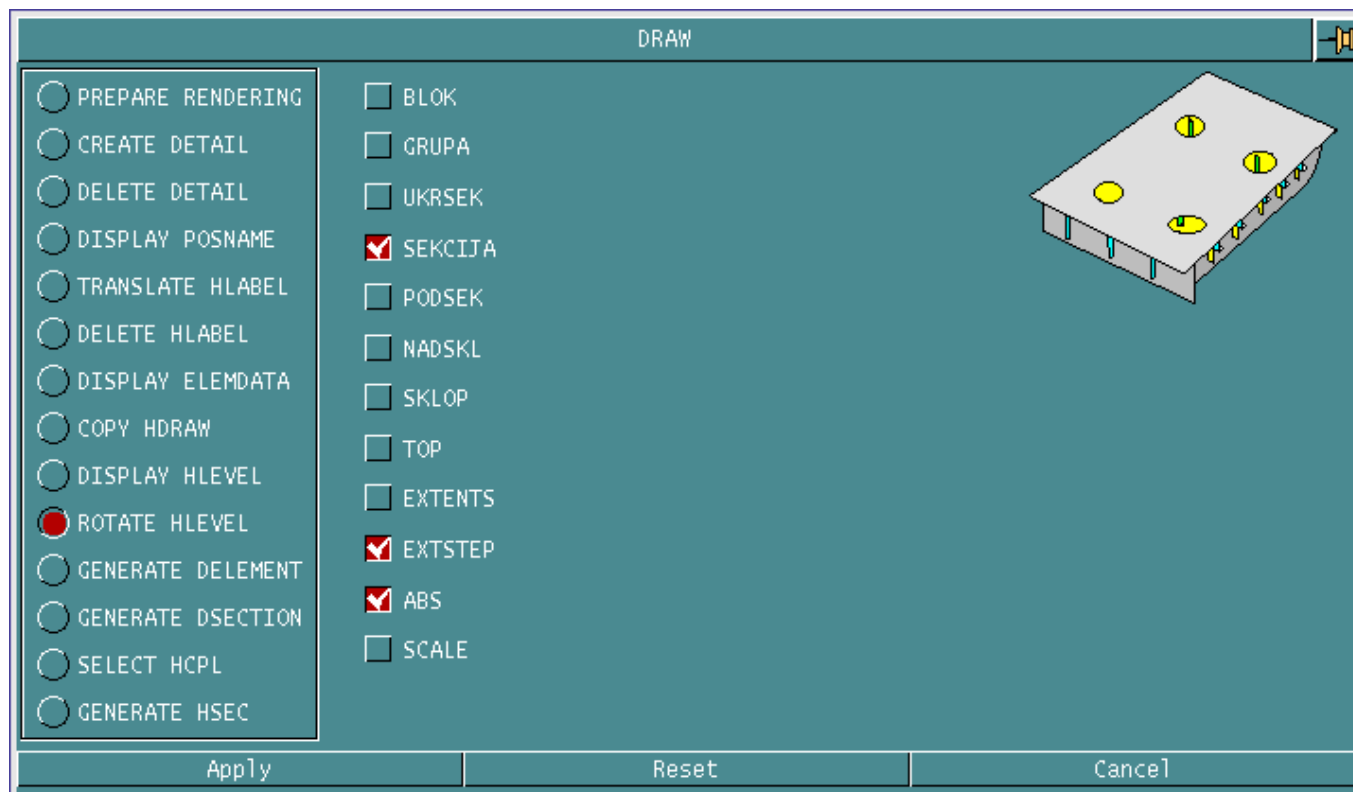 DRAW
PREPARE RENDERING
CREATE DETAIL
DELETE DETAIL
DISPLAY POSNAME
TRANSLATE HLABEL
DELETE HLABEL
DISPLAY ELEMDATA
COPY HDRAW
DISPLAY HLEVEL
ROTATE HLEVEL
GENERATE DELEMENT
GENERATE DSECTION
SELECT HCPL
GENERATE HSEC
BLOK
GRUPA
UKRSEK
SEKCIJA
PODSEK
NADSKL
SKLOP
TOP
EXTENTS
EXTSTEP
ABS
SCALE
Apply Reset Cancel